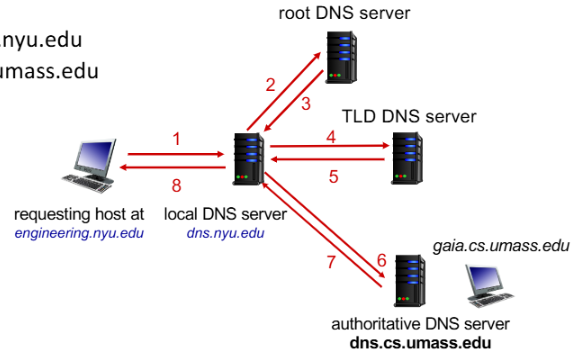 root DNS server
.nyu.edu
umass.edu
2
3
TLD DNS server
1
4
5
8
requesting host at
engineering.nyu.edu
local DNS server
dns.nyu.edu
gaia.cs.umass.edu
6
7
authoritative DNS server
dns.cs.umass.edu